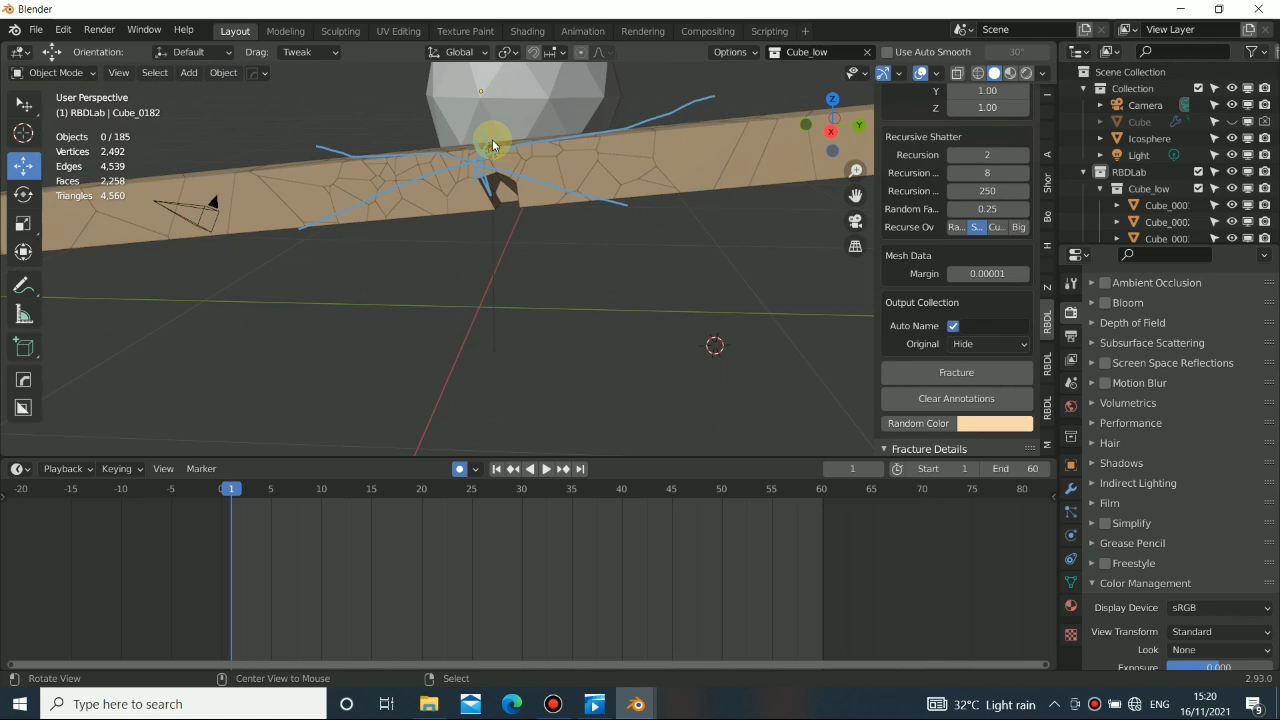 Blender
File Edit Render Window Help Layout Modeling Sculpting UV Editing Texture Paint Shading Animation Rendering Compositing Scripting + Scene View Layer
Orientation: Default Drag: Tweak Global Options Cube_low Use Auto Smooth 30°
Object Mode View Select Add Object
User Perspective
(1) RBDLab | Cube_0182
Objects 0 / 185
Vertices 2,492
Edges 4,539
Faces 2,258
Triangles 4,560
Z
Y
X
Y 1.00
Z 1.00
Recursive Shatter
Recursion 2
Recursion ... 8
Recursive ... 250
Random Fa... 0.25
Recurse Ov Ra... S... Cu... Big
Mesh Data
Margin 0.00001
Output Collection
Auto Name
Original Hide
Fracture
Clear Annotations
Random Color
Fracture Details
I
A
Shor
Bo
H
Z
RBDL
RBDL
RBDL
M
Scene Collection
Collection
Camera
Cube
Icosphere
Light
RBDLab
Cube_low
Cube_000
Cube_000
Cube_000
Ambient Occlusion
Bloom
Depth of Field
Subsurface Scattering
Screen Space Reflections
Motion Blur
Volumetrics
Performance
Hair
Shadows
Indirect Lighting
Film
Simplify
Grease Pencil
Freestyle
Color Management
Display Device sRGB
View Transform Standard
Look None
Exposure 0.000
Playback Keying View Marker 1 Start 1 End 60
-20 -15 -10 -5 1 5 10 15 20 25 30 35 40 45 50 55 60 65 70 75 80
Rotate View Center View to Mouse Select 2.93.0
Type here to search 32°C Light rain ENG 15:20
16/11/2021 9